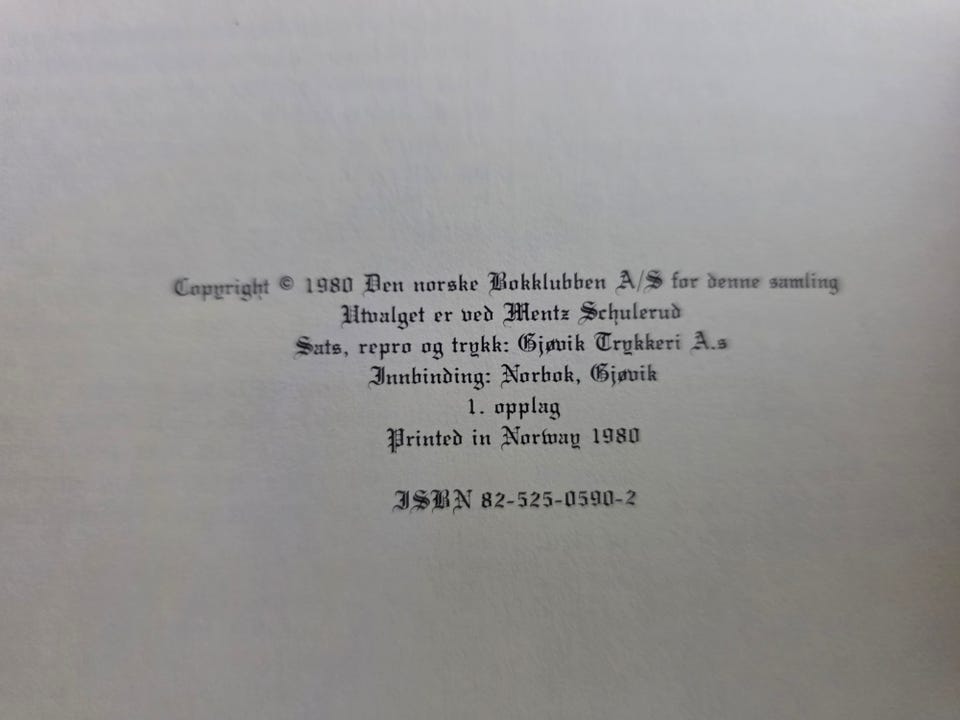 Copyright © 1980 Den norske Bokklubben A/S for denne samling
Utvalget er ved Mentz Schulerud
Sats, repro og trykk: Gjøvik Trykkeri A.s
Innbinding: Norbok, Gjøvik
1. opplag
Printed in Norway 1980
ISBN 82-525-0590-2